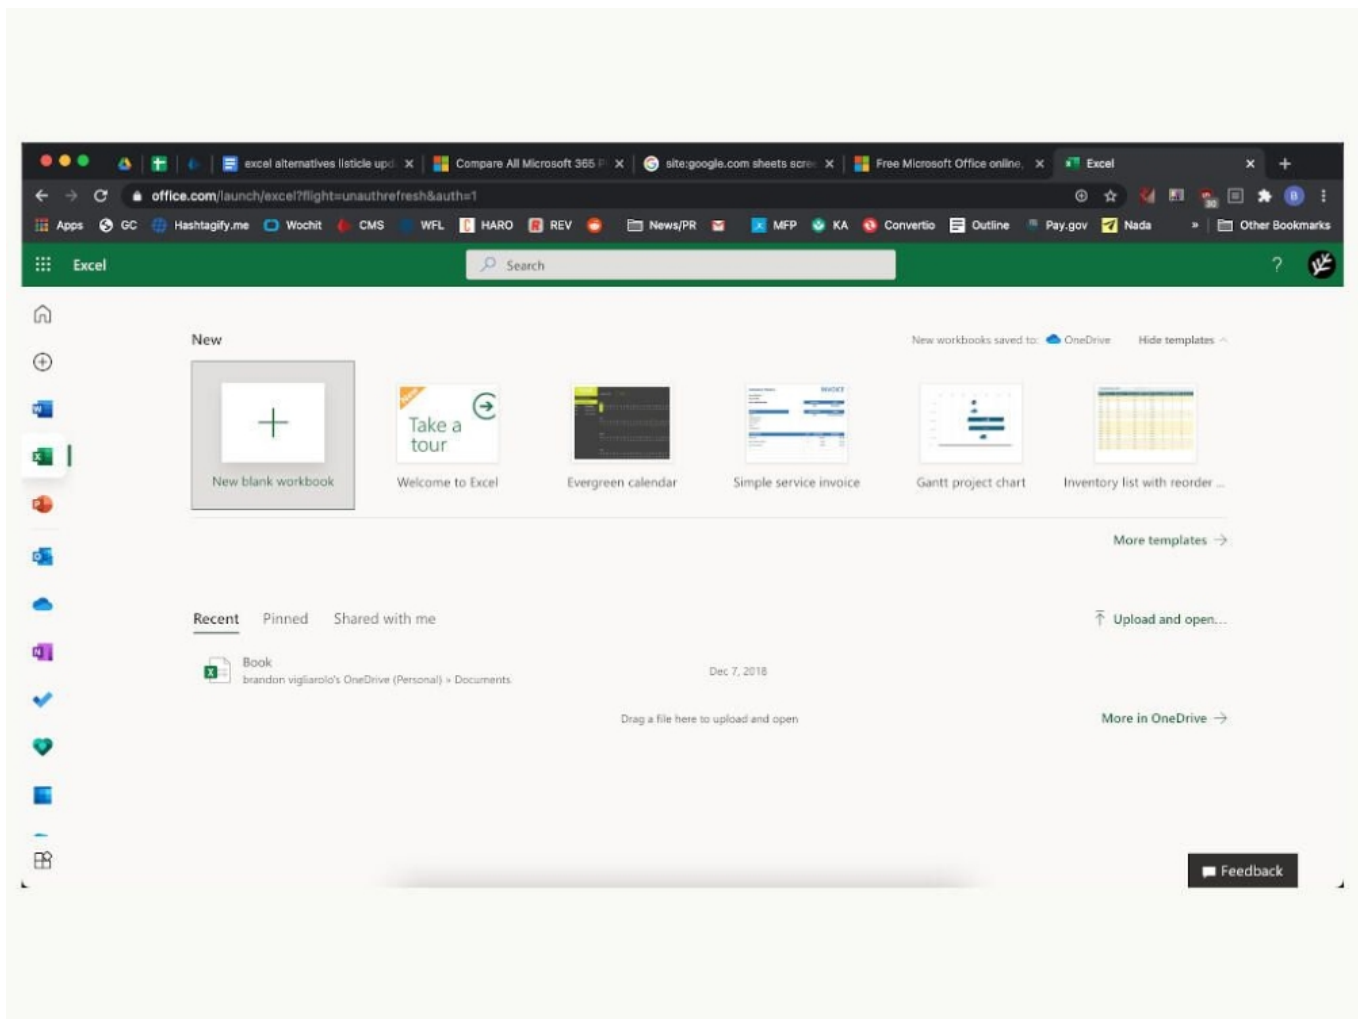 excel alternatives listicle upd
Compare All Microsoft 365 P
site:google.com sheets scre
Free Microsoft Office online,
Excel
office.com/launch/excel?flight=unauthrefresh&auth=1
Apps GC Hashtagify.me Wochit CMS WFL HARO REV News/PR MFP KA Convertio Outline Pay.gov Nada » Other Bookmarks
Excel
Search
?
New
New workbooks saved to: OneDrive
Hide templates
Take a
tour
INVOICE
New blank workbook
Welcome to Excel
Evergreen calendar
Simple service invoice
Gantt project chart
Inventory list with reorder ...
More templates →
Recent Pinned Shared with me
Upload and open...
Book
brandon vigliarolo's OneDrive (Personal) » Documents
Dec 7, 2018
Drag a file here to upload and open
More in OneDrive →
Feedback